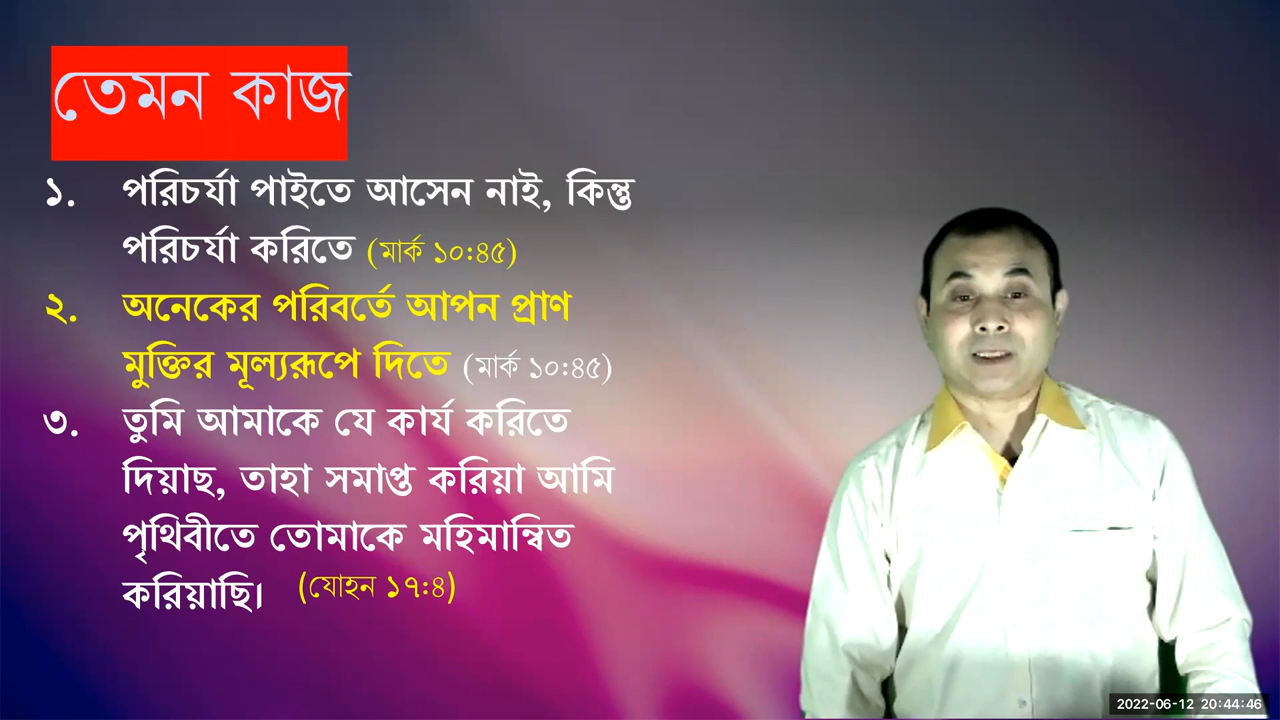 তেমন কাজ
১. পরিচর্যা পাইতে আসেন নাই, কিন্তু
পরিচর্যা করিতে (মার্ক ১০:৪৫)
২. অনেকের পরিবর্তে আপন প্রাণ
মুক্তির মূল্যরূপে দিতে (মার্ক ১০:৪৫)
৩. তুমি আমাকে যে কার্য করিতে
দিয়াছ, তাহা সমাপ্ত করিয়া আমি
পৃথিবীতে তোমাকে মহিমান্বিত
করিয়াছি। (যোহন ১৭:৪)
2022-06-12 20:44:46